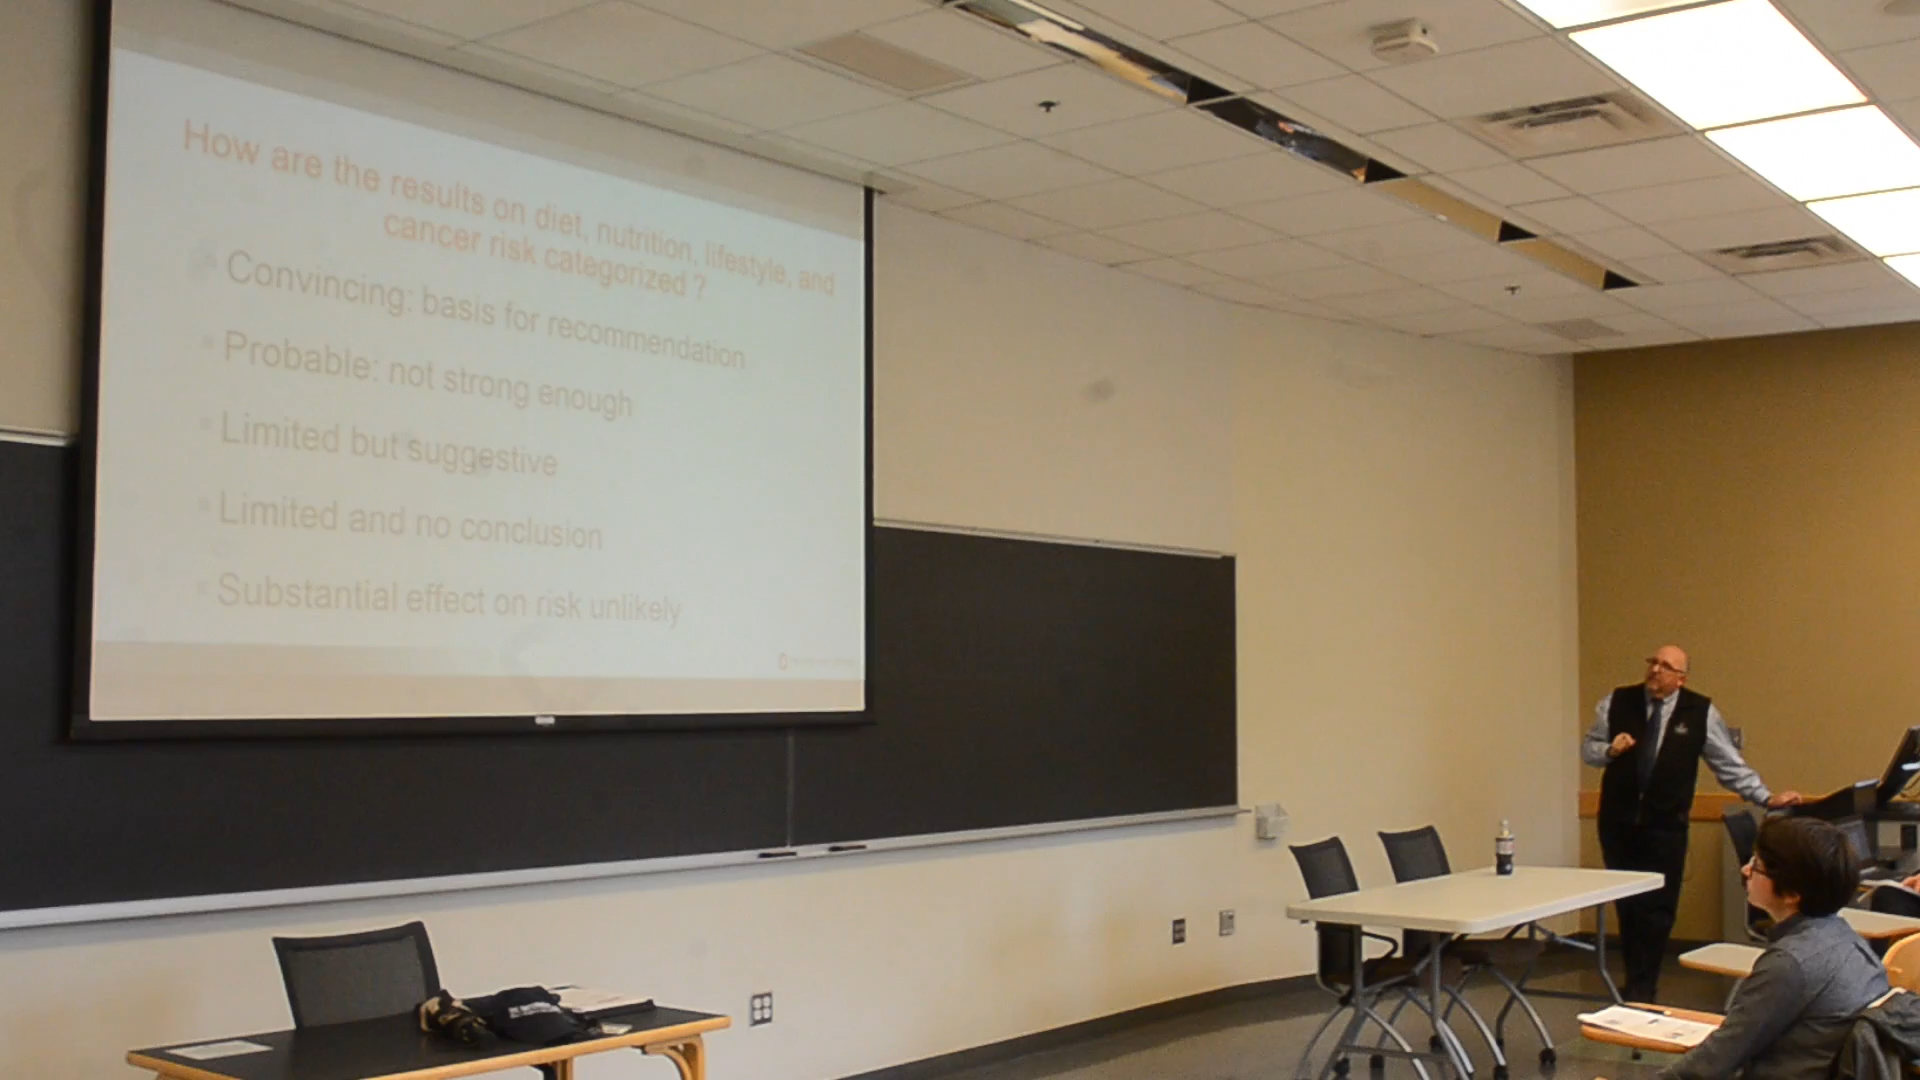 How are the results on diet, nutrition, lifestyle, and
cancer risk categorized ?
Convincing: basis for recommendation
Probable: not strong enough
Limited but suggestive
Limited and no conclusion
Substantial effect on risk unlikely